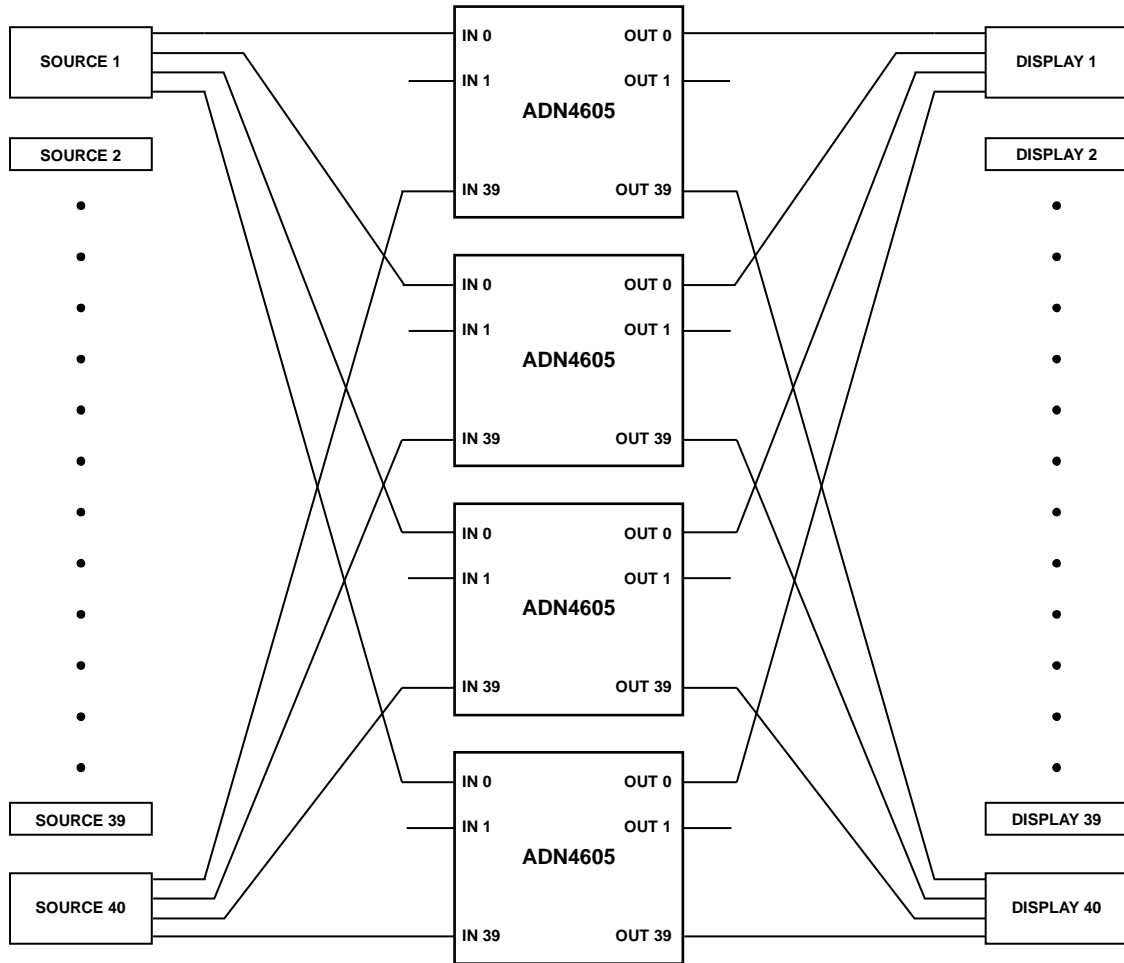 SOURCE 1
SOURCE 2
SOURCE 39
SOURCE 40
IN 0
OUT 0
IN 1
OUT 1
ADN4605
IN 39
OUT 39
IN 0
OUT 0
IN 1
OUT 1
ADN4605
IN 39
OUT 39
IN 0
OUT 0
IN 1
OUT 1
ADN4605
IN 39
OUT 39
IN 0
OUT 0
IN 1
OUT 1
ADN4605
IN 39
OUT 39
DISPLAY 1
DISPLAY 2
DISPLAY 39
DISPLAY 40